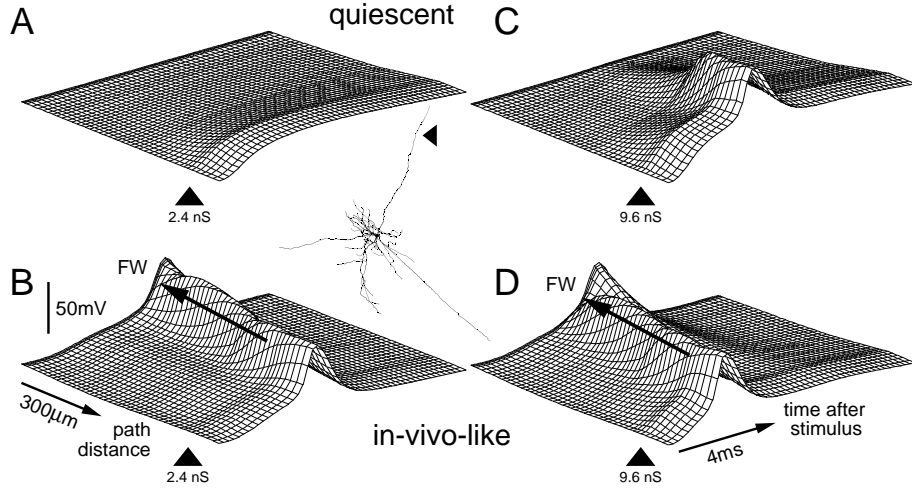 quiescent
A
C
2.4 nS
9.6 nS
B
50mV
FW
D
FW
300μm
path
distance
in-vivo-like
time after
stimulus
4ms
2.4 nS
9.6 nS